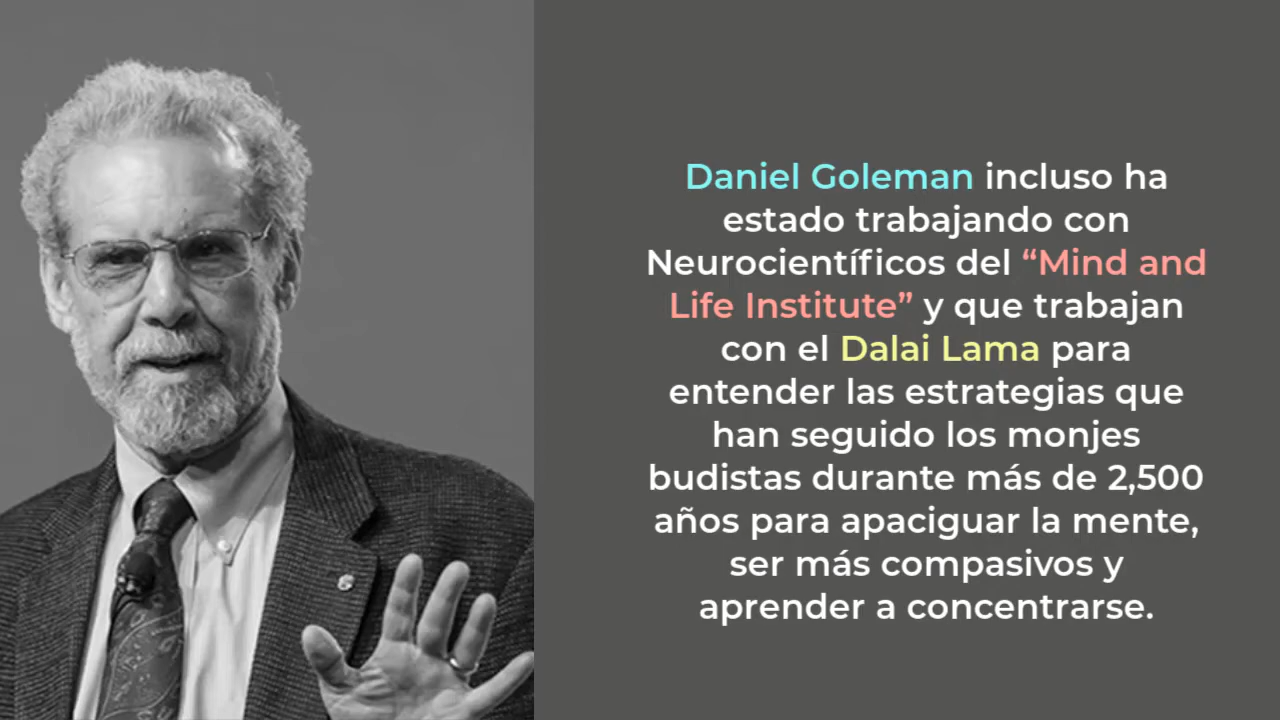 Daniel Goleman incluso ha
estado trabajando con
Neurocientíficos del “Mind and
Life Institute” y que trabajan
con el Dalai Lama para
entender las estrategias que
han seguido los monjes
budistas durante más de 2,500
años para apaciguar la mente,
ser más compasivos y
aprender a concentrarse.